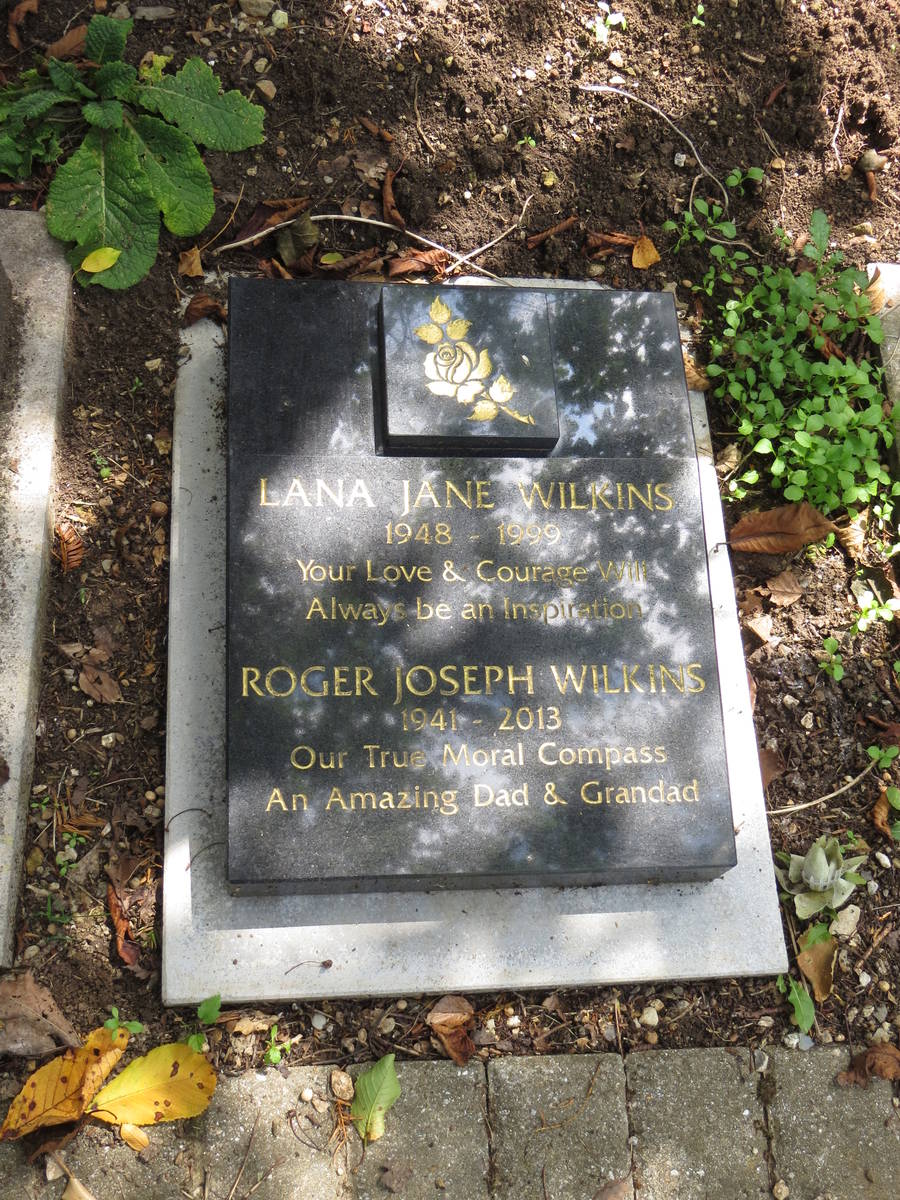 LANA JANE WILKINS
1948 - 1999
Your Love & Courage Will
Always be an Inspiration
ROGER JOSEPH WILKINS
1941 - 2013
Our True Moral Compass
An Amazing Dad & Grandad